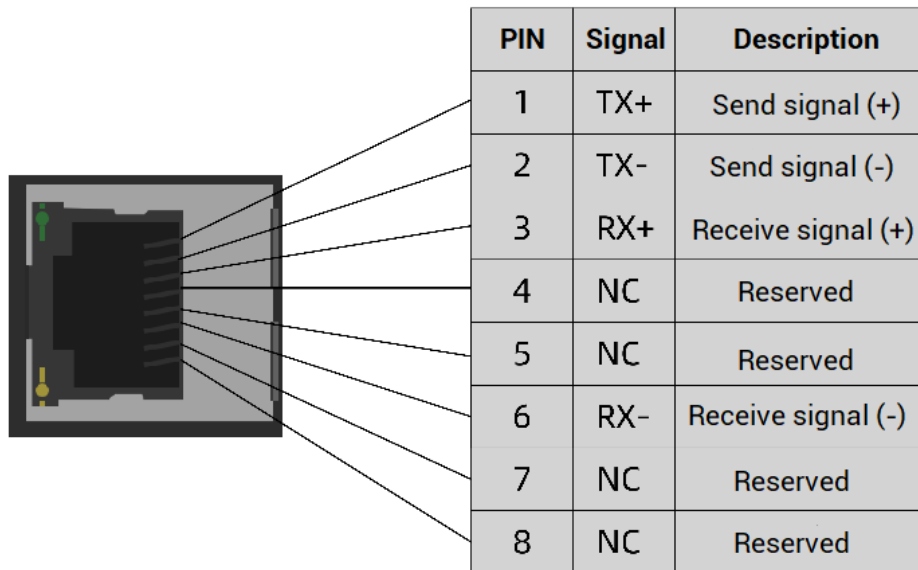 PIN Signal Description
1 TX+ Send signal (+)
2 TX- Send signal (-)
3 RX+ Receive signal (+)
4 NC Reserved
5 NC Reserved
6 RX- Receive signal (-)
7 NC Reserved
8 NC Reserved